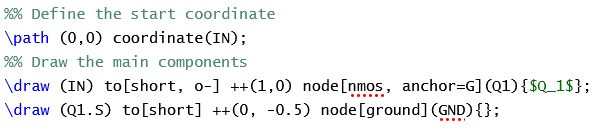 %% Define the start coordinate
\path (0,0) coordinate(IN);
%% Draw the main components
\draw (IN) to[short, o-] ++(1,0) node[nmos, anchor=G](Q1){$Q_1$};
\draw (Q1.S) to[short] ++(0, -0.5) node[ground](GND){};